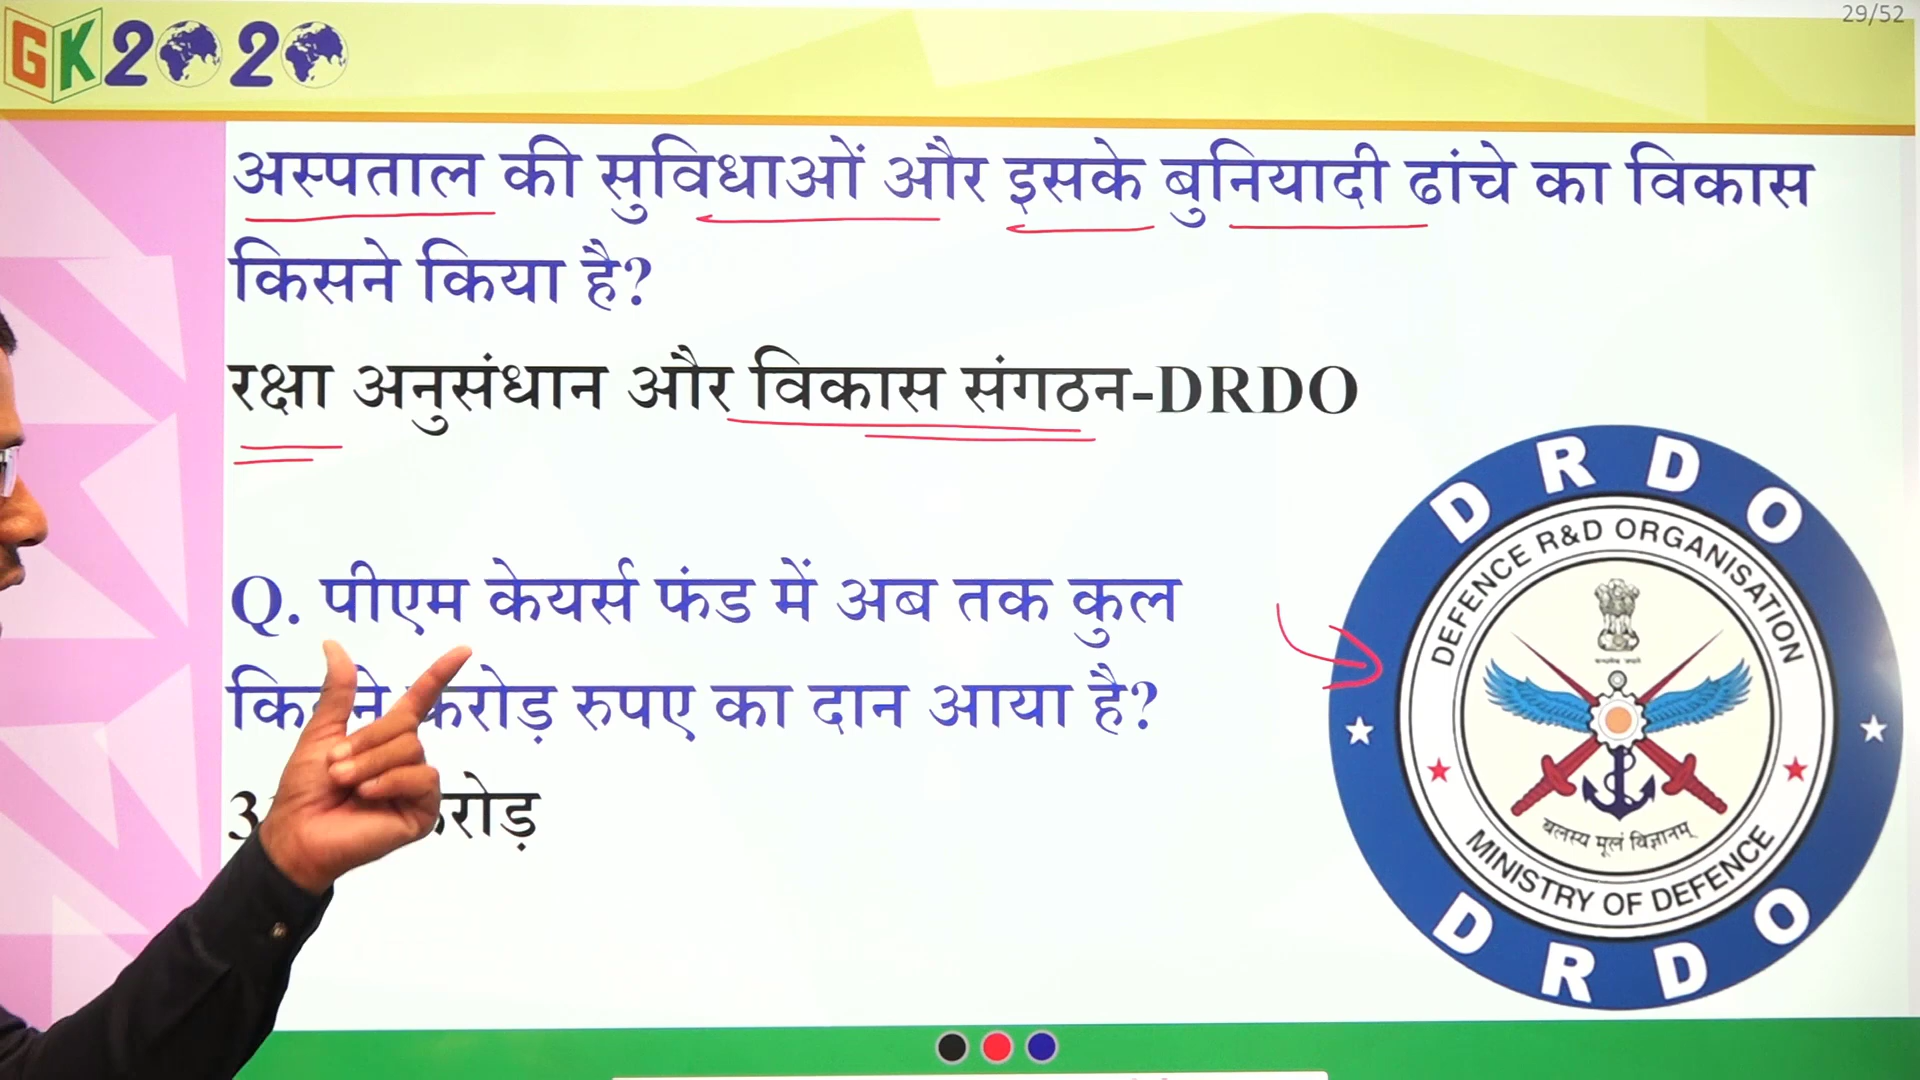 29/52
GK2020
अस्पताल की सुविधाओं और इसके बुनियादी ढांचे का विकास
किसने किया है?
रक्षा अनुसंधान और विकास संगठन-DRDO
Q. पीएम केयर्स फंड में अब तक कुल
करोड़ रुपए का दान आया है?
DRDO
DEFENCE R&D ORGANISATION
बलस्य मूलं विज्ञानम्
MINISTRY OF DEFENCE
DRDO